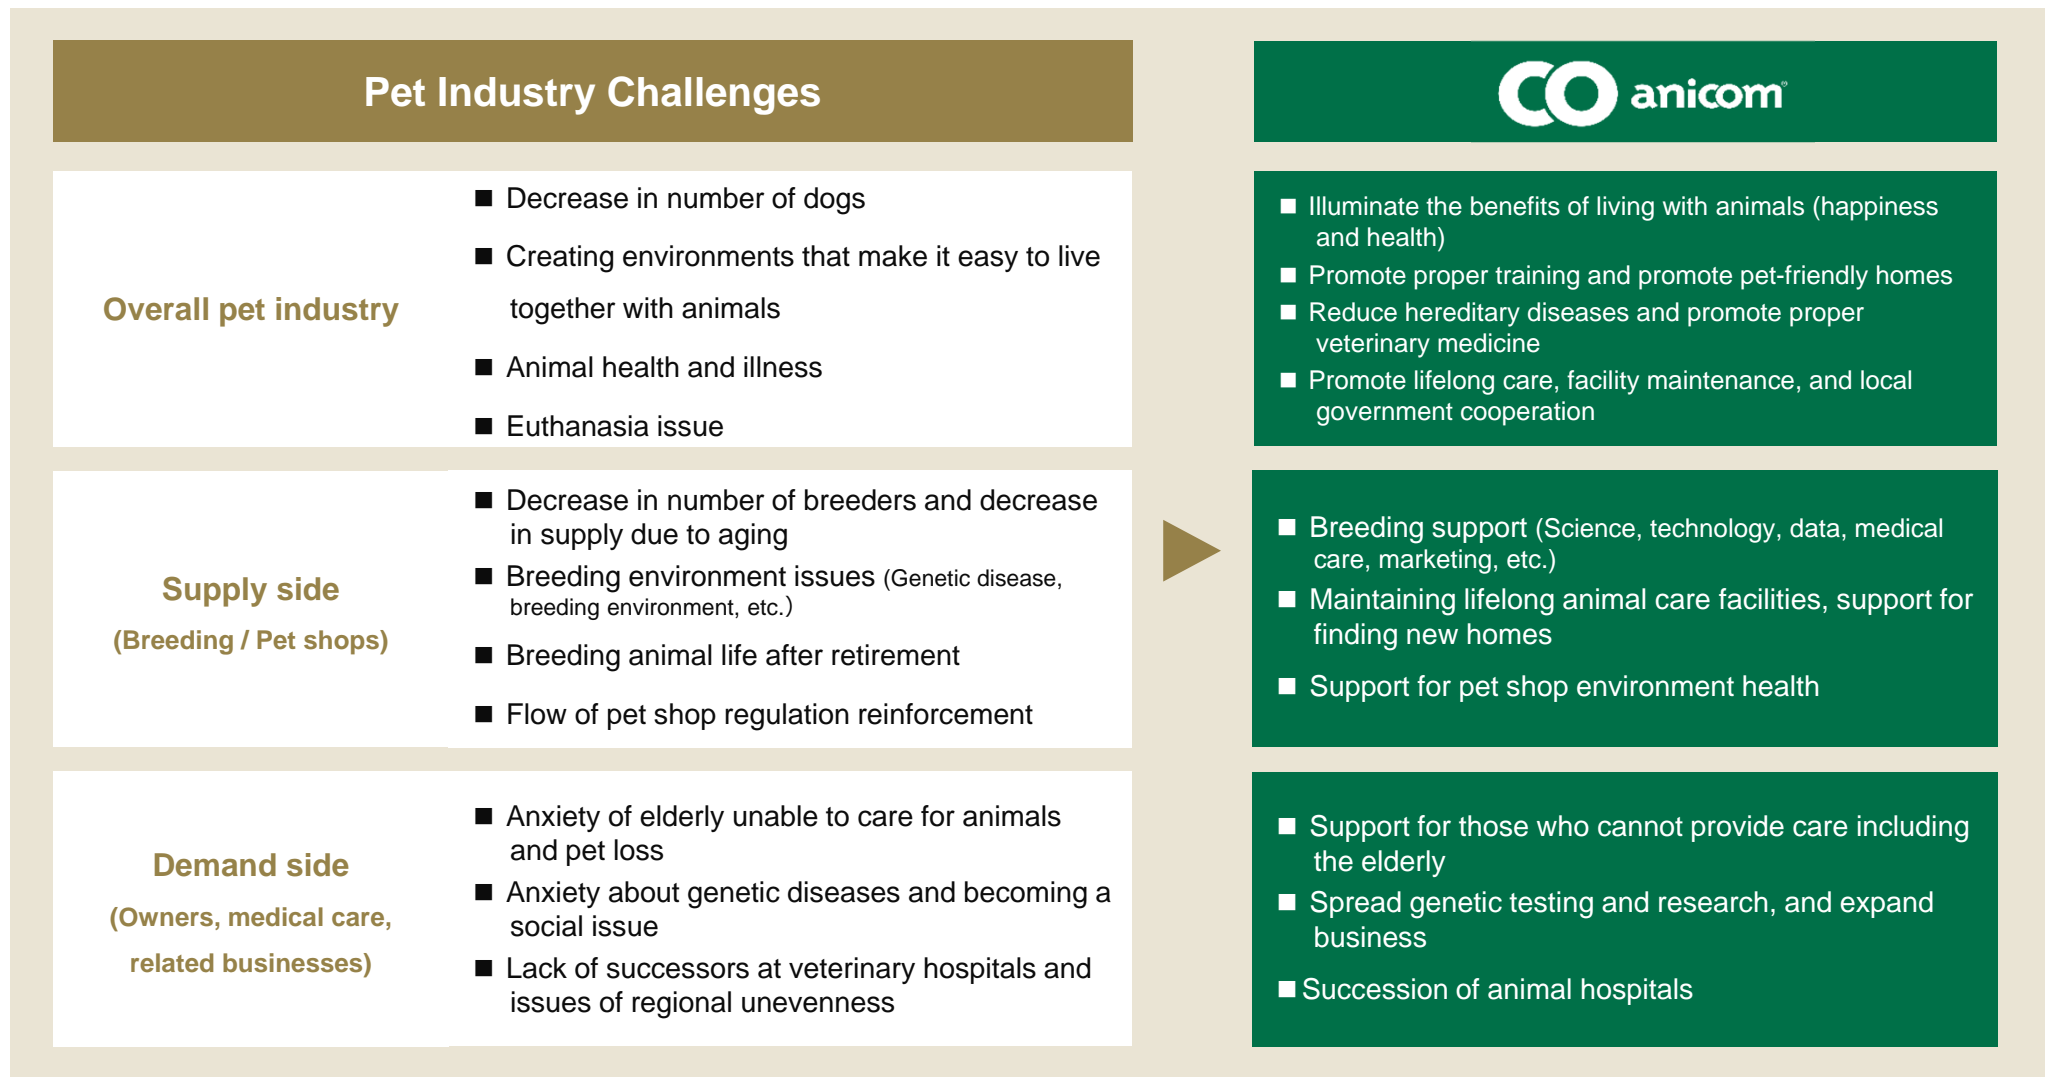 Pet Industry Challenges
CO anicom®
Overall pet industry
■ Decrease in number of dogs
■ Creating environments that make it easy to live
together with animals
■ Animal health and illness
■ Euthanasia issue
■ Illuminate the benefits of living with animals (happiness
and health)
■ Promote proper training and promote pet-friendly homes
■ Reduce hereditary diseases and promote proper
veterinary medicine
■ Promote lifelong care, facility maintenance, and local
government cooperation
Supply side
(Breeding / Pet shops)
■ Decrease in number of breeders and decrease
in supply due to aging
■ Breeding environment issues (Genetic disease,
breeding environment, etc.）
■ Breeding animal life after retirement
■ Flow of pet shop regulation reinforcement
■ Breeding support (Science, technology, data, medical
care, marketing, etc.)
■ Maintaining lifelong animal care facilities, support for
finding new homes
■ Support for pet shop environment health
Demand side
(Owners, medical care,
related businesses)
■ Anxiety of elderly unable to care for animals
and pet loss
■ Anxiety about genetic diseases and becoming a
social issue
■ Lack of successors at veterinary hospitals and
issues of regional unevenness
■ Support for those who cannot provide care including
the elderly
■ Spread genetic testing and research, and expand
business
■ Succession of animal hospitals